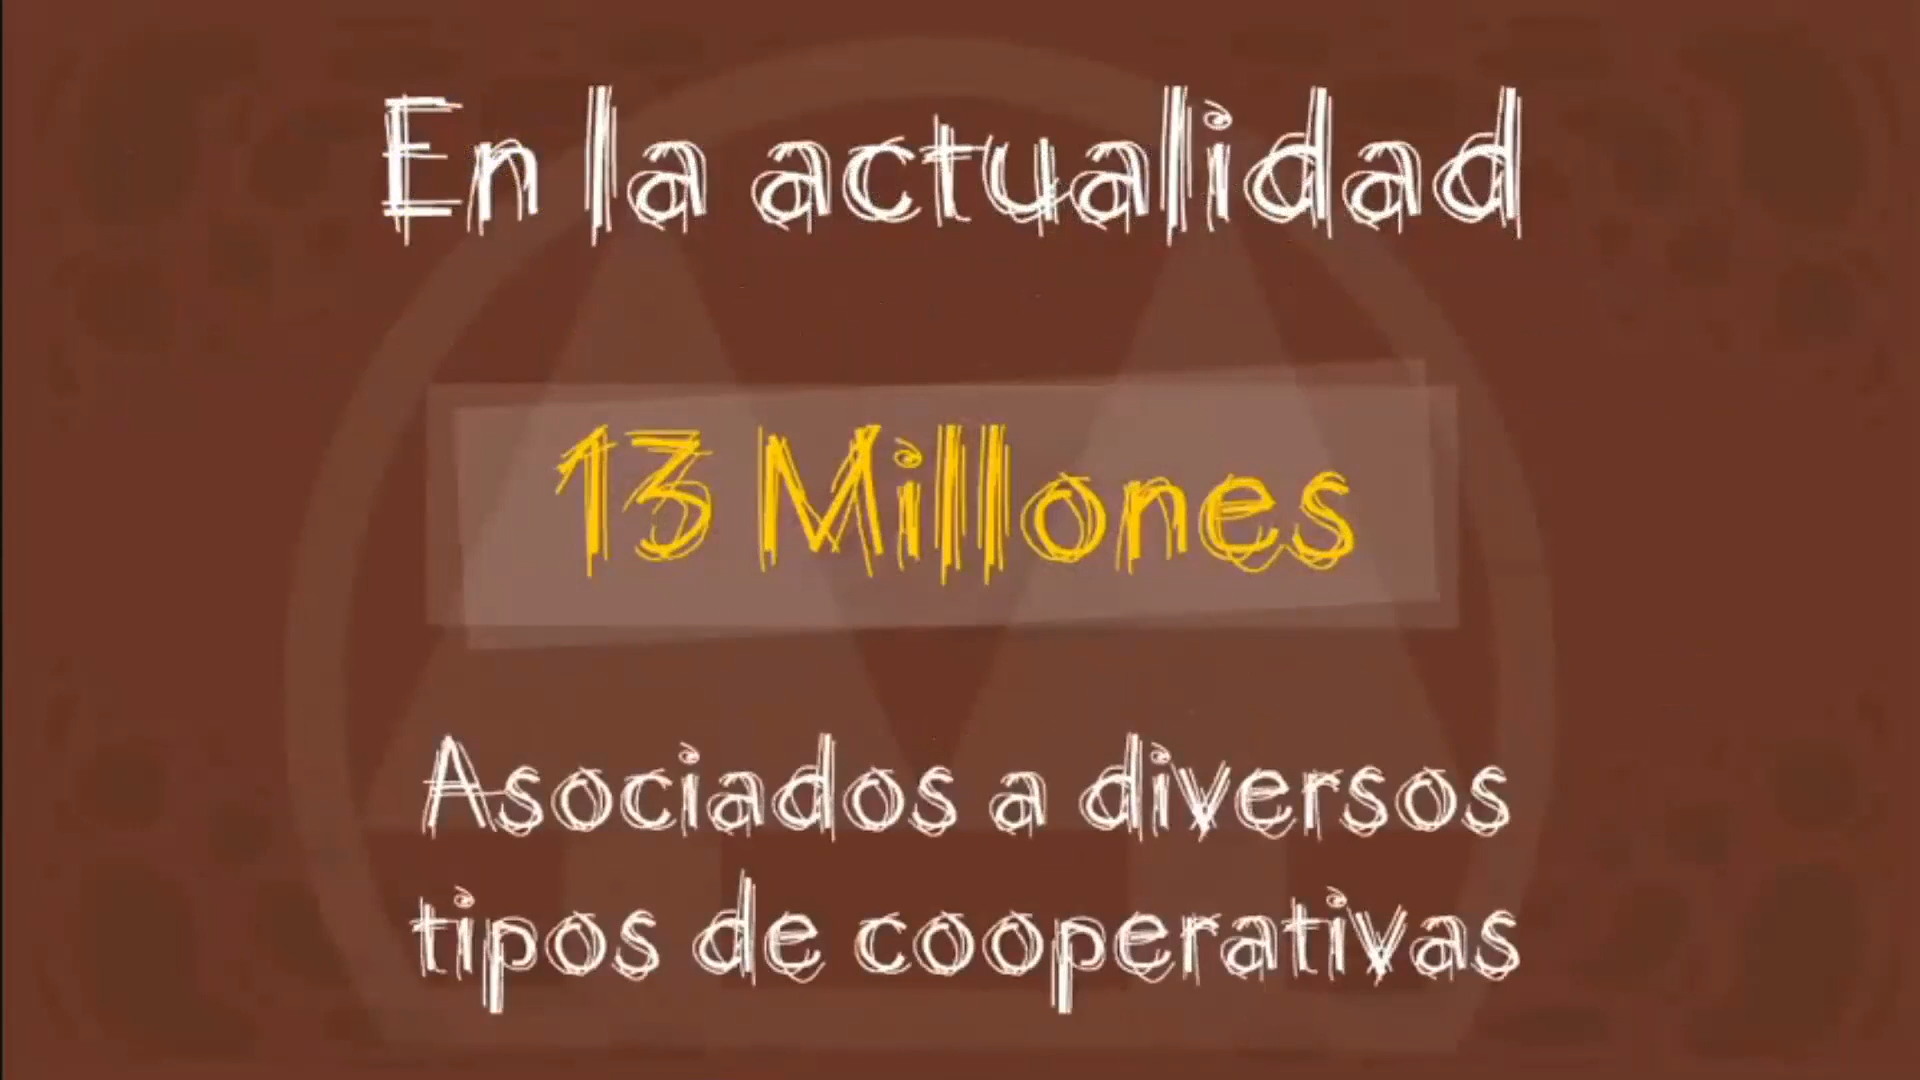 En la actualidad
13 Millones
Asociados a diversos
tipos de cooperativas